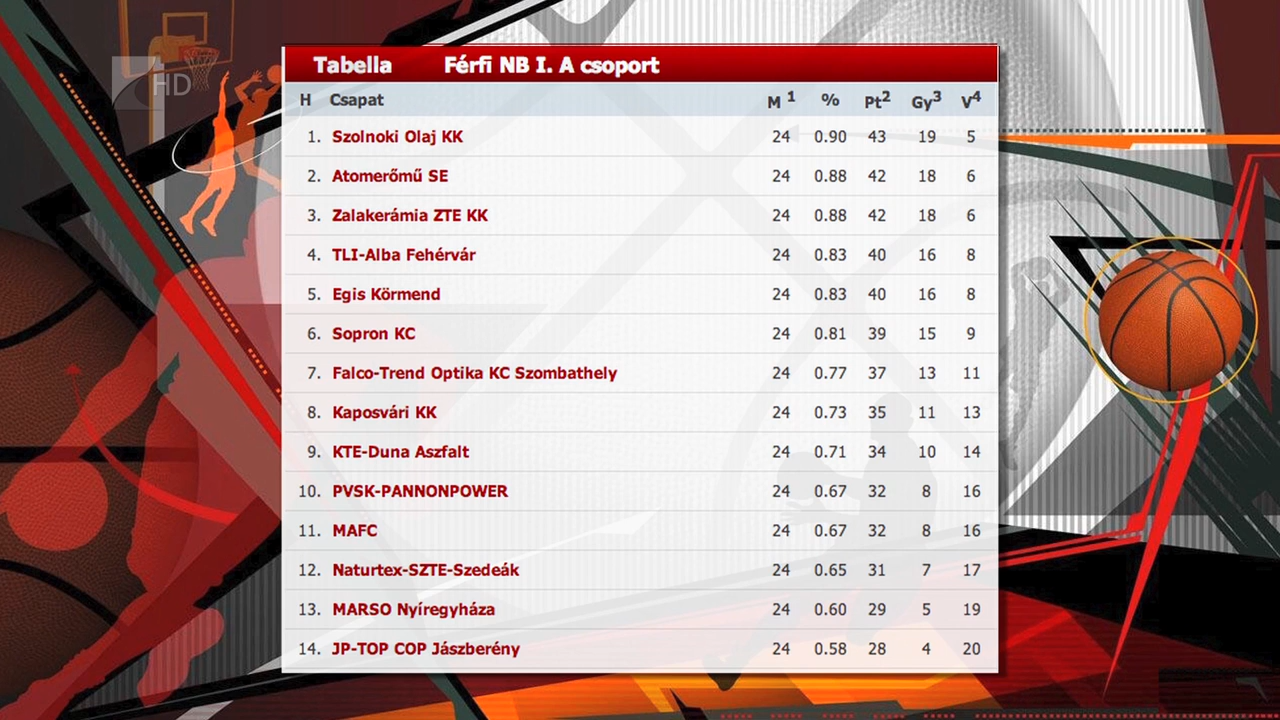 HD
Tabella Férfi NB I. A csoport
H Csapat M 1 % Pt2 Gy3 V4
1. Szolnoki Olaj KK 24 0.90 43 19 5
2. Atomerőmű SE 24 0.88 42 18 6
3. Zalakerámia ZTE KK 24 0.88 42 18 6
4. TLI-Alba Fehérvár 24 0.83 40 16 8
5. Egis Körmend 24 0.83 40 16 8
6. Sopron KC 24 0.81 39 15 9
7. Falco-Trend Optika KC Szombathely 24 0.77 37 13 11
8. Kaposvári KK 24 0.73 35 11 13
9. KTE-Duna Aszfalt 24 0.71 34 10 14
10. PVSK-PANNONPOWER 24 0.67 32 8 16
11. MAFC 24 0.67 32 8 16
12. Naturtex-SZTE-Szedeák 24 0.65 31 7 17
13. MARSO Nyíregyháza 24 0.60 29 5 19
14. JP-TOP COP Jászberény 24 0.58 28 4 20